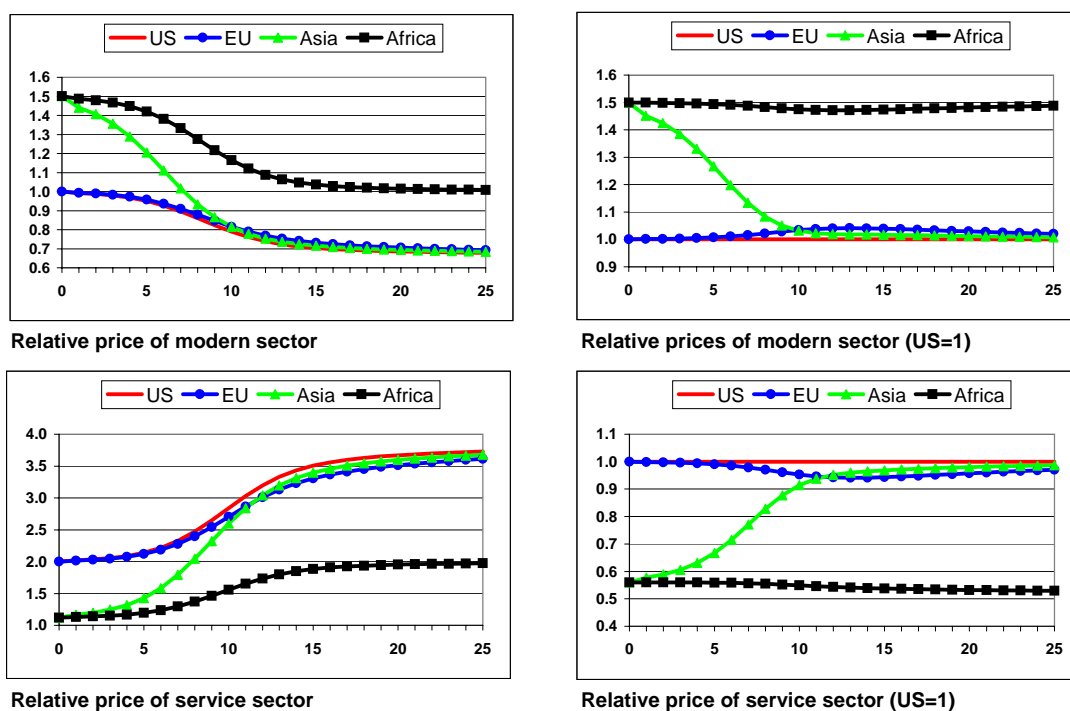 US EU Asia Africa
1.6
1.5
1.4
1.3
1.2
1.1
1.0
0.9
0.8
0.7
0.6
0 5 10 15 20 25
Relative price of modern sector
US EU Asia Africa
1.6
1.5
1.4
1.3
1.2
1.1
1.0
0.9
0 5 10 15 20 25
Relative prices of modern sector (US=1)
US EU Asia Africa
4.0
3.5
3.0
2.5
2.0
1.5
1.0
0 5 10 15 20 25
Relative price of service sector
US EU Asia Africa
1.1
1.0
0.9
0.8
0.7
0.6
0.5
0.4
0 5 10 15 20 25
Relative price of service sector (US=1)